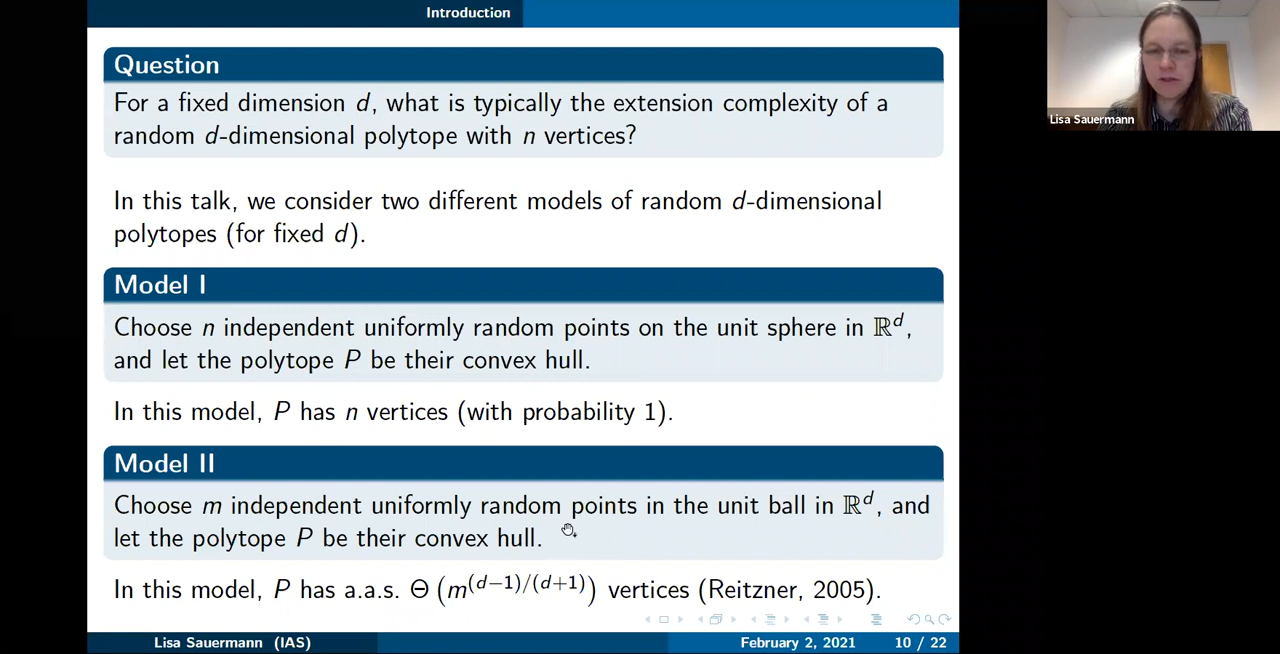 Introduction
Question
For a fixed dimension d, what is typically the extension complexity of a
random d-dimensional polytope with n vertices?
In this talk, we consider two different models of random d-dimensional
polytopes (for fixed d).
Model I
Choose n independent uniformly random points on the unit sphere in ℝ^d,
and let the polytope P be their convex hull.
In this model, P has n vertices (with probability 1).
Model II
Choose m independent uniformly random points in the unit ball in ℝ^d, and
let the polytope P be their convex hull.
In this model, P has a.a.s. Θ(m^{(d−1)/(d+1)}) vertices (Reitzner, 2005).
Lisa Sauermann (IAS)
February 2, 2021
10 / 22
Lisa Sauermann